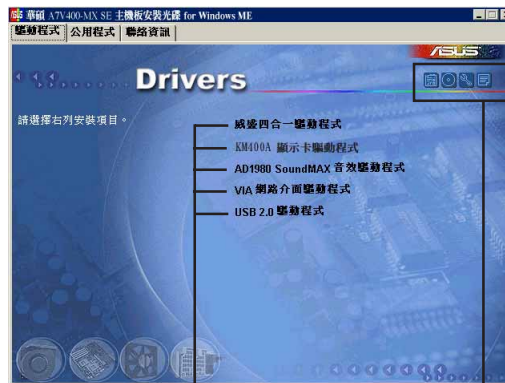 華碩 A7V400-MX SE 主機板安裝光碟 for Windows ME
驅動程式 公用程式 聯絡資訊
ASUS
Drivers
請選擇右列安裝項目。
威盛四合一驅動程式
KM400A 顯示卡驅動程式
AD1980 SoundMAX 音效驅動程式
VIA 網路介面驅動程式
USB 2.0 驅動程式